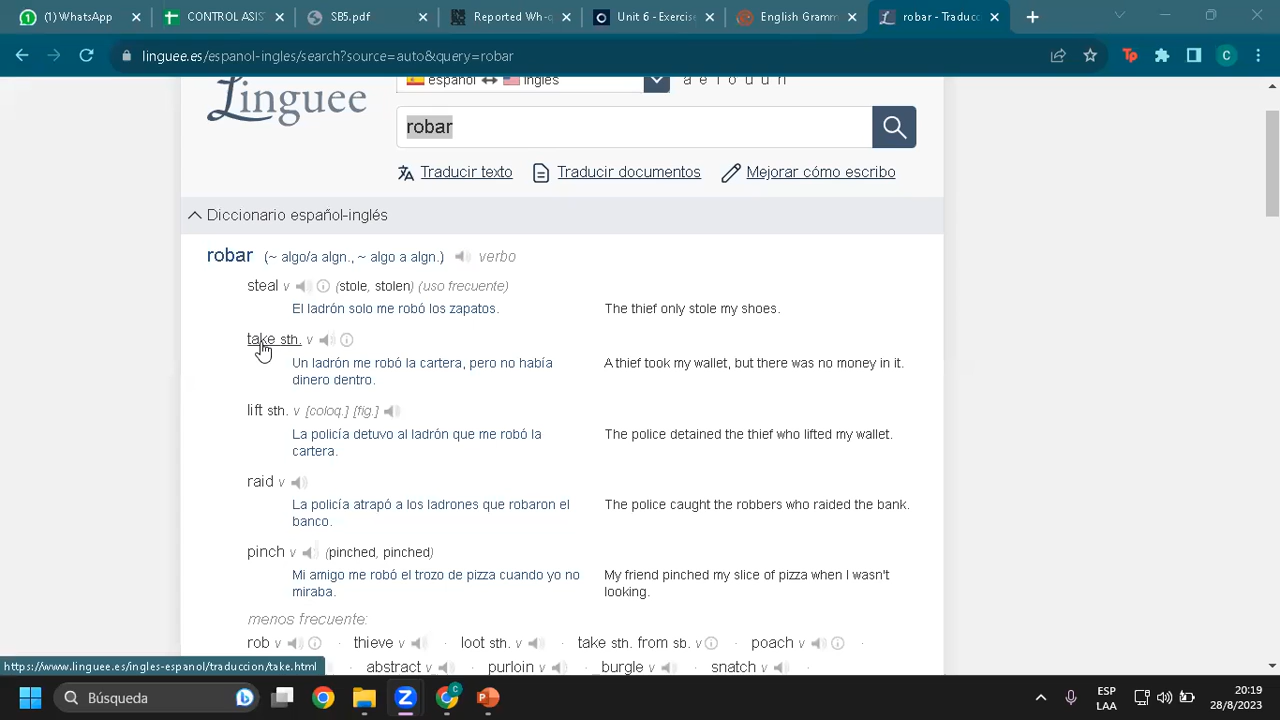 (1) WhatsApp
CONTROL ASIS
SB5.pdf
Reported Wh-q
Unit 6 - Exercise
English Gramm
robar - Traducc
linguee.es/espanol-ingles/search?source=auto&query=robar
español ↔ inglés
Linguee
robar
Traducir texto
Traducir documentos
Mejorar cómo escribo
Diccionario español-inglés
robar (~ algo/a algn., ~ algo a algn.) verbo
steal v (stole, stolen) (uso frecuente)
El ladrón solo me robó los zapatos.
The thief only stole my shoes.
take sth. v
Un ladrón me robó la cartera, pero no había
dinero dentro.
A thief took my wallet, but there was no money in it.
lift sth. v [coloq.] [fig.]
La policía detuvo al ladrón que me robó la
cartera.
The police detained the thief who lifted my wallet.
raid v
La policía atrapó a los ladrones que robaron el
banco.
The police caught the robbers who raided the bank.
pinch v (pinched, pinched)
Mi amigo me robó el trozo de pizza cuando yo no
miraba.
My friend pinched my slice of pizza when I wasn't
looking.
menos frecuente:
rob v · thieve v · loot sth. v · take sth. from sb. v · poach v ·
abstract v · purloin v · burgle v · snatch v ·
https://www.linguee.es/ingles-espanol/traduccion/take.html
Búsqueda
ESP
LAA
20:19
28/8/2023